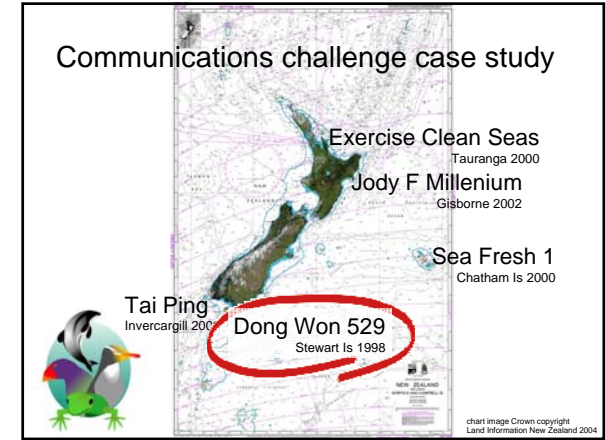 Communications challenge case study
Exercise Clean Seas
Tauranga 2000
Jody F Millenium
Gisborne 2002
Sea Fresh 1
Chatham Is 2000
Tai Ping
Invercargill
Dong Won 529
Stewart Is 1998
NEW ZEALAND
chart image Crown copyright
Land Information New Zealand 2004